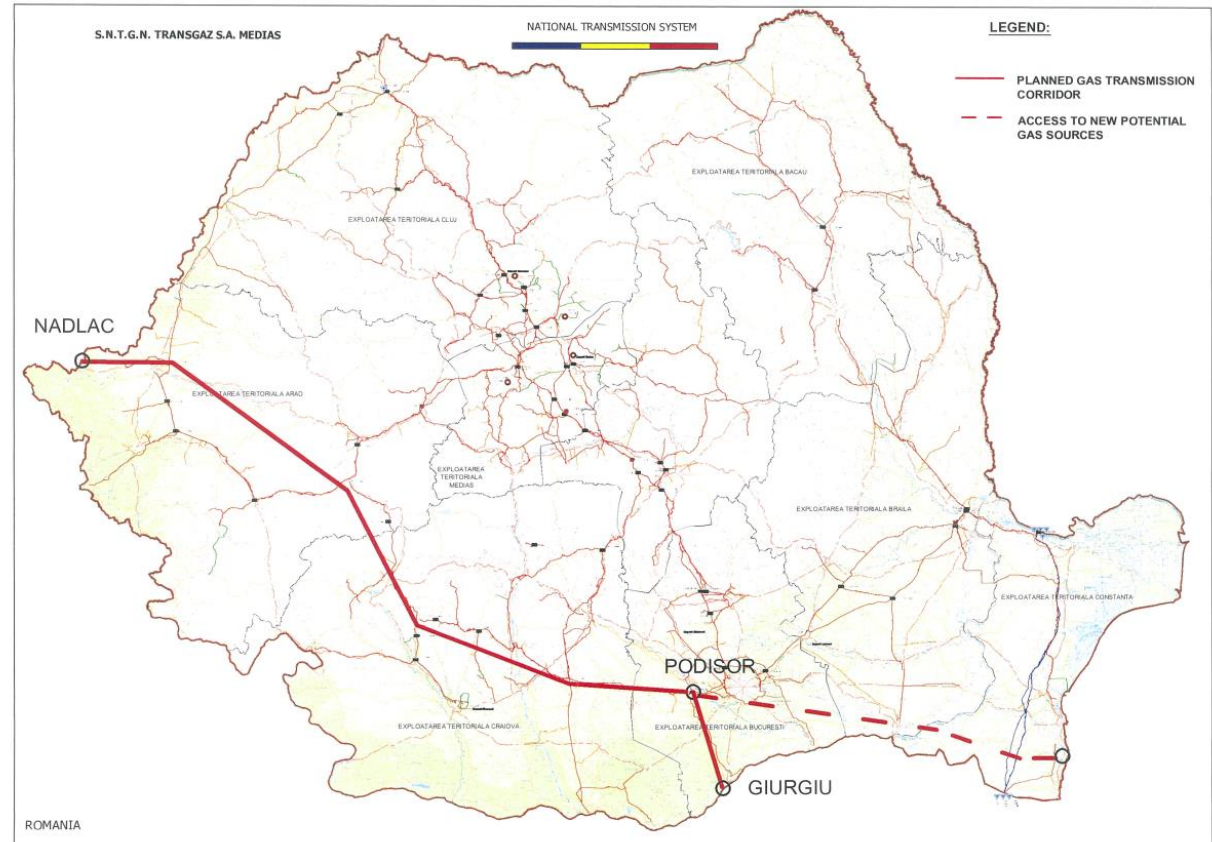 S.N.T.G.N. TRANSGAZ S.A. MEDIAS
NATIONAL TRANSMISSION SYSTEM
LEGEND:
PLANNED GAS TRANSMISSION
CORRIDOR
ACCESS TO NEW POTENTIAL
GAS SOURCES
EXPLOATAREA TERITORIALA BACAU
EXPLOATAREA TERITORIALA CLUJ
NADLAC
EXPLOATAREA TERITORIALA ARAD
EXPLOATAREA
TERITORIALA
MEDIAS
EXPLOATAREA TERITORIALA BRAILA
EXPLOATAREA TERITORIALA CONSTANTA
PODISOR
EXPLOATAREA TERITORIALA CRAIOVA
EXPLOATAREA TERITORIALA BUCURESTI
GIURGIU
ROMANIA